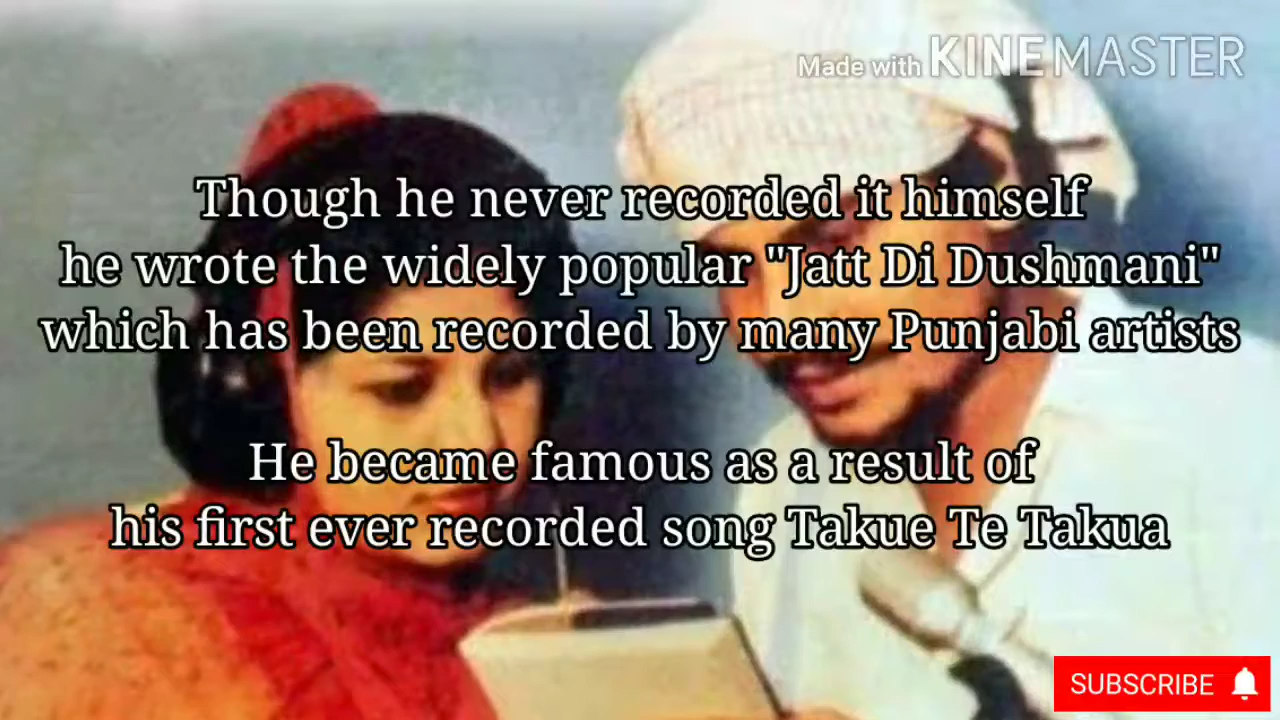 Made with KINEMASTER
Though he never recorded it himself
he wrote the widely popular "Jatt Di Dushmani"
which has been recorded by many Punjabi artists
He became famous as a result of
his first ever recorded song Takue Te Takua
SUBSCRIBE